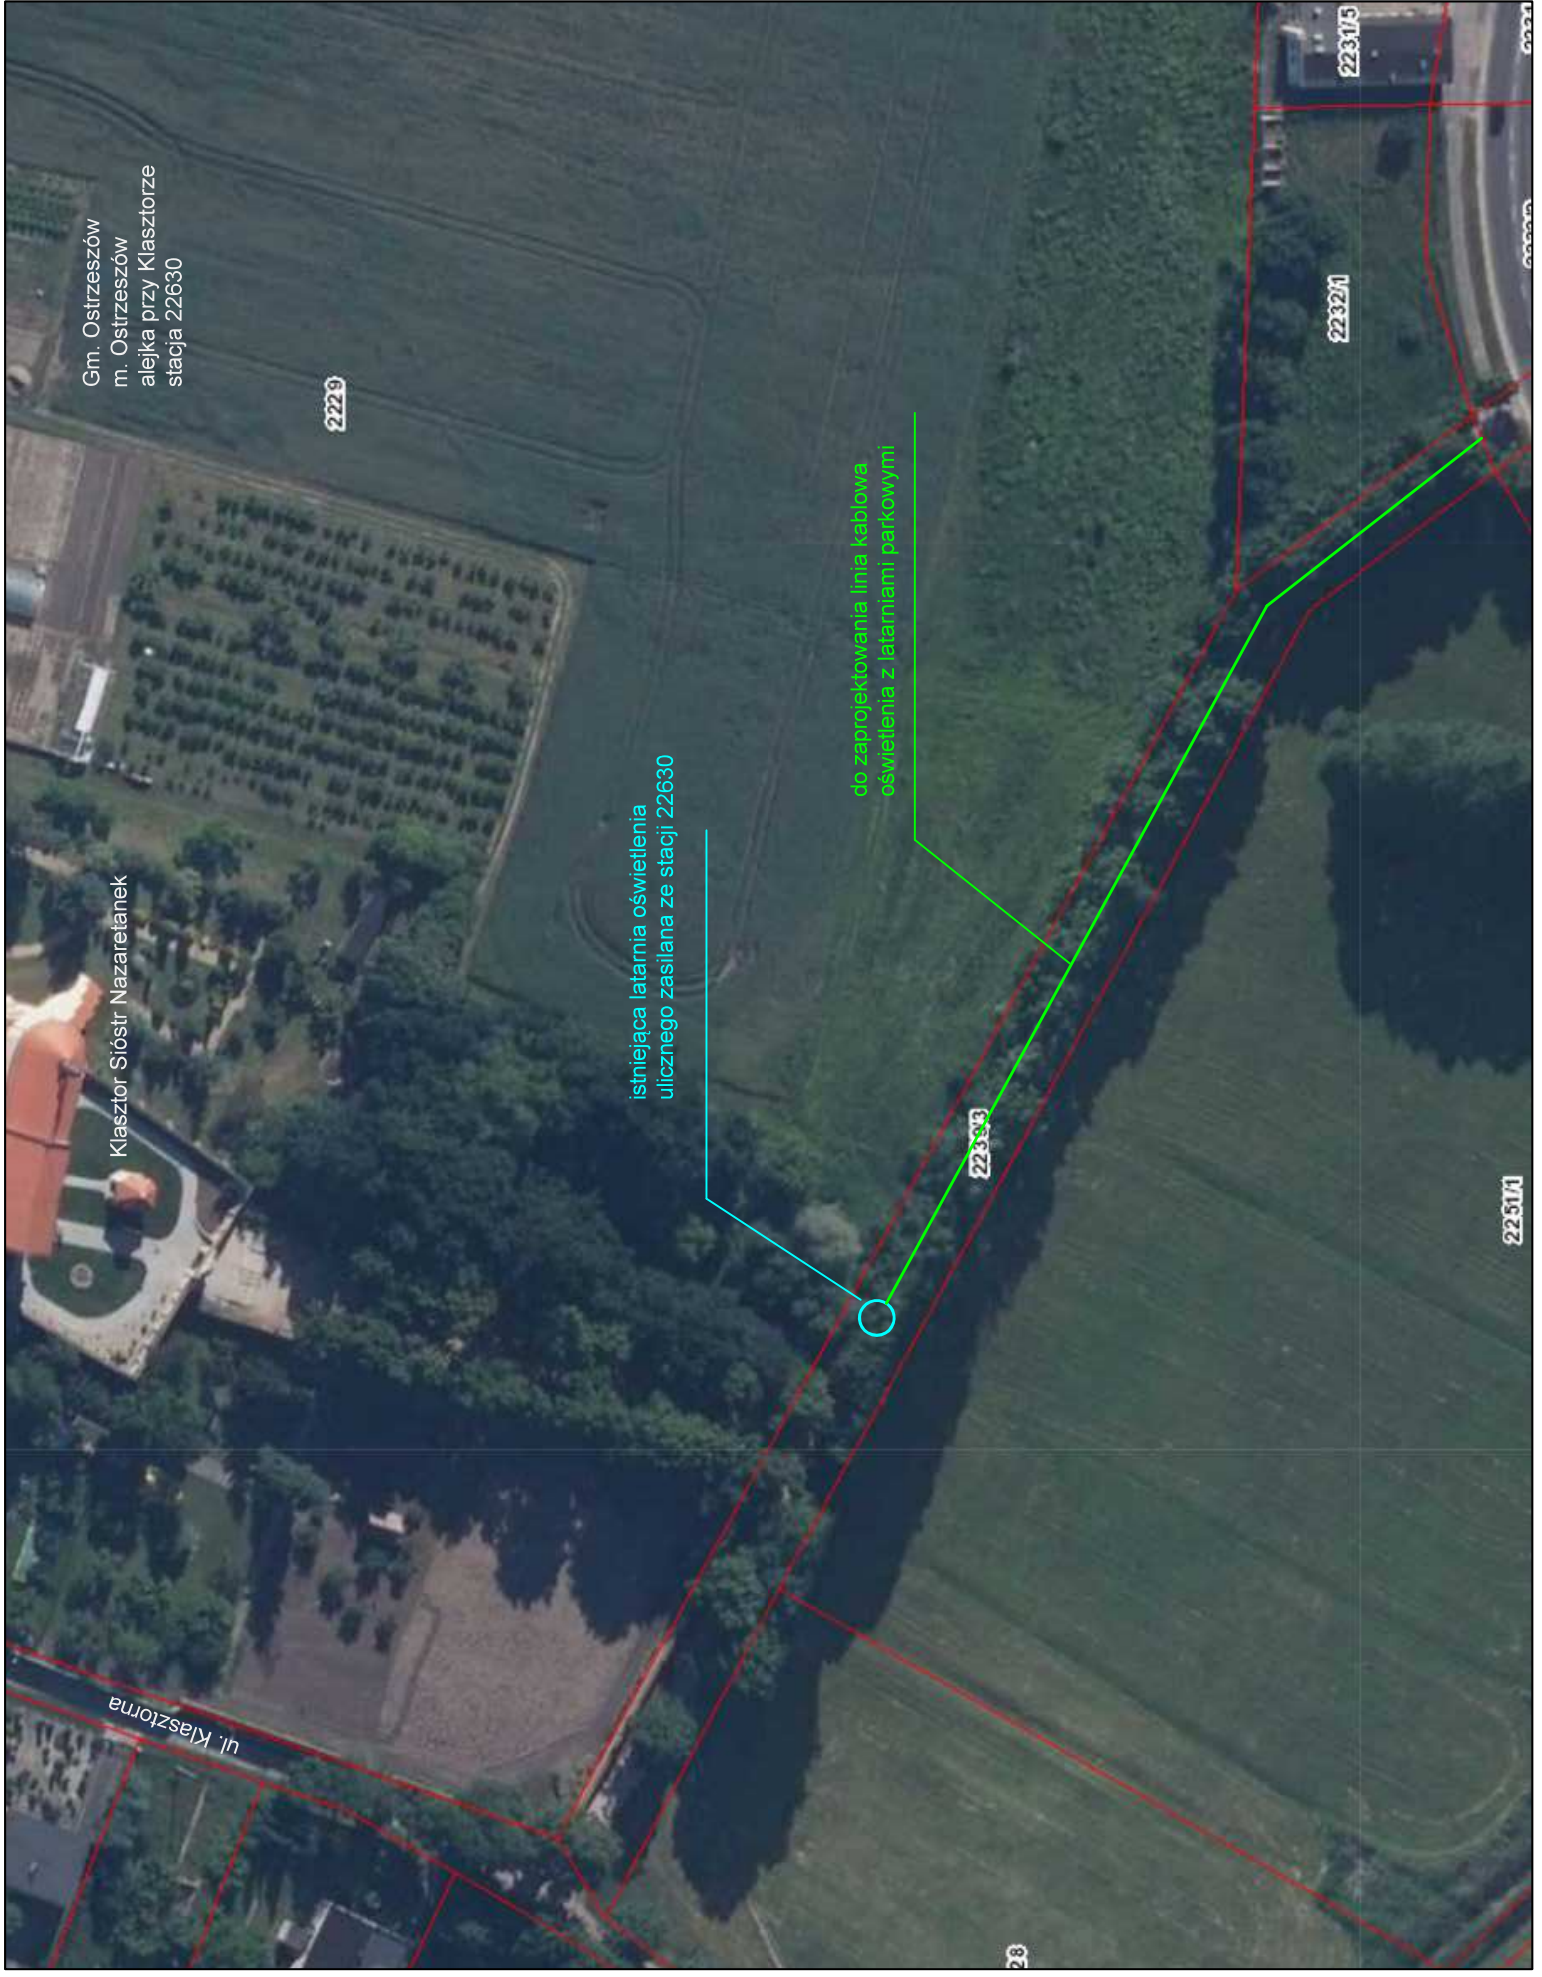 Gm. Ostrzeszów
m. Ostrzeszów
alejka przy Klasztorze
stacja 22630
2229
Klasztor Sióstr Nazaretanek
istniejąca latarnia oświetlenia
ulicznego zasilana ze stacji 22630
do zaprojektowania linia kablowa
oświetlenia z latarniami parkowymi
2231/5
2232/1
2251/1
28
ul. Klasztorna